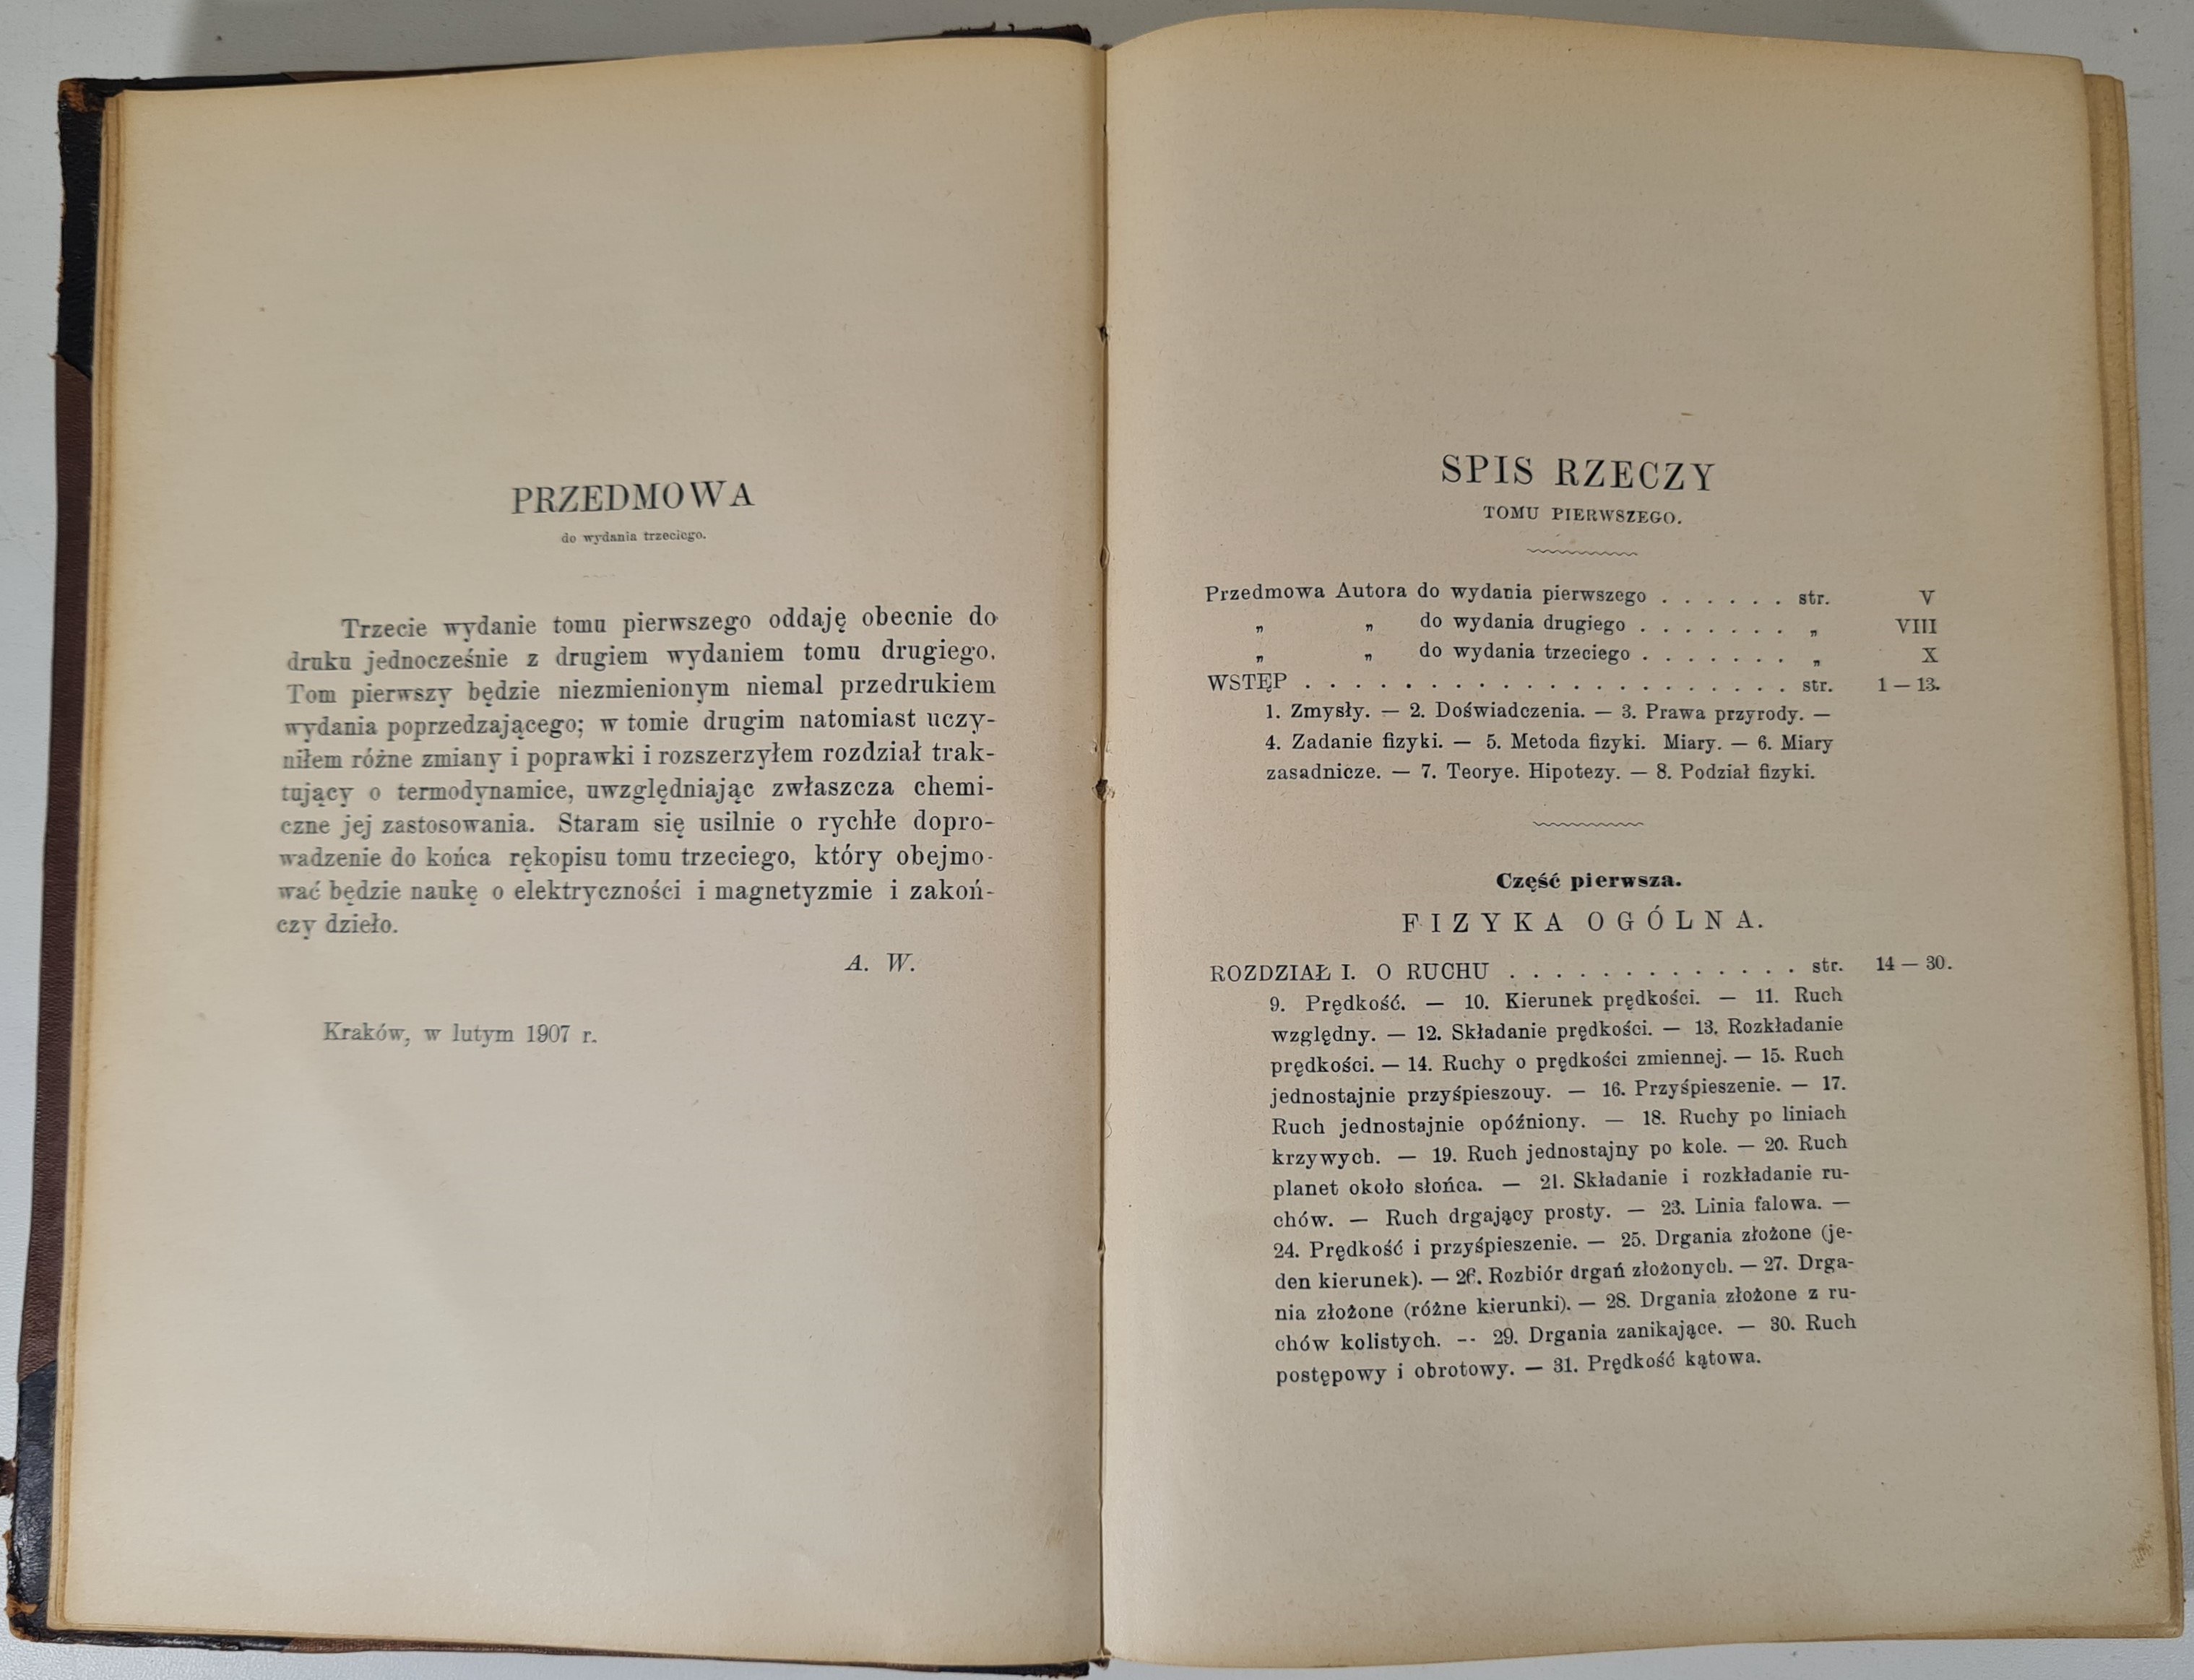 PRZEDMOWA
do wydania trzeciego.
Trzecie wydanie tomu pierwszego oddaję obecnie do
druku jednocześnie z drugiem wydaniem tomu drugiego.
Tom pierwszy będzie niezmienionym niemal przedrukiem
wydania poprzedzającego; w tomie drugim natomiast uczy-
niłem różne zmiany i poprawki i rozszerzyłem rozdział trak-
tujący o termodynamice, uwzględniając zwłaszcza chemi-
czne jej zastosowania. Staram się usilnie o rychłe dopro-
wadzenie do końca rękopisu tomu trzeciego, który obejmo-
wać będzie naukę o elektryczności i magnetyzmie i zakoń-
czy dzieło.
A. W.
Kraków, w lutym 1907 r.
SPIS RZECZY
TOMU PIERWSZEGO.
Przedmowa Autora do wydania pierwszego . . . . . . str. V
„ „ do wydania drugiego . . . . . . . „ VIII
„ „ do wydania trzeciego . . . . . . . „ X
WSTĘP . . . . . . . . . . . . . . . . . . . . . str. 1 — 13.
1. Zmysły. — 2. Doświadczenia. — 3. Prawa przyrody. —
4. Zadanie fizyki. — 5. Metoda fizyki. Miary. — 6. Miary
zasadnicze. — 7. Teorye. Hipotezy. — 8. Podział fizyki.
Część pierwsza.
FIZYKA OGÓLNA.
ROZDZIAŁ I. O RUCHU . . . . . . . . . . . . . str. 14 — 30.
9. Prędkość. — 10. Kierunek prędkości. — 11. Ruch
względny. — 12. Składanie prędkości. — 13. Rozkładanie
prędkości. — 14. Ruchy o prędkości zmiennej. — 15. Ruch
jednostajnie przyśpieszouy. — 16. Przyśpieszenie. — 17.
Ruch jednostajnie opóźniony. — 18. Ruchy po liniach
krzywych. — 19. Ruch jednostajny po kole. — 20. Ruch
planet około słońca. — 21. Składanie i rozkładanie ru-
chów. — Ruch drgający prosty. — 23. Linia falowa. —
24. Prędkość i przyśpieszenie. — 25. Drgania złożone (je-
den kierunek). — 26. Rozbiór drgań złożonych. — 27. Drga-
nia złożone (różne kierunki). — 28. Drgania złożone z ru-
chów kolistych. -- 29. Drgania zanikające. — 30. Ruch
postępowy i obrotowy. — 31. Prędkość kątowa.